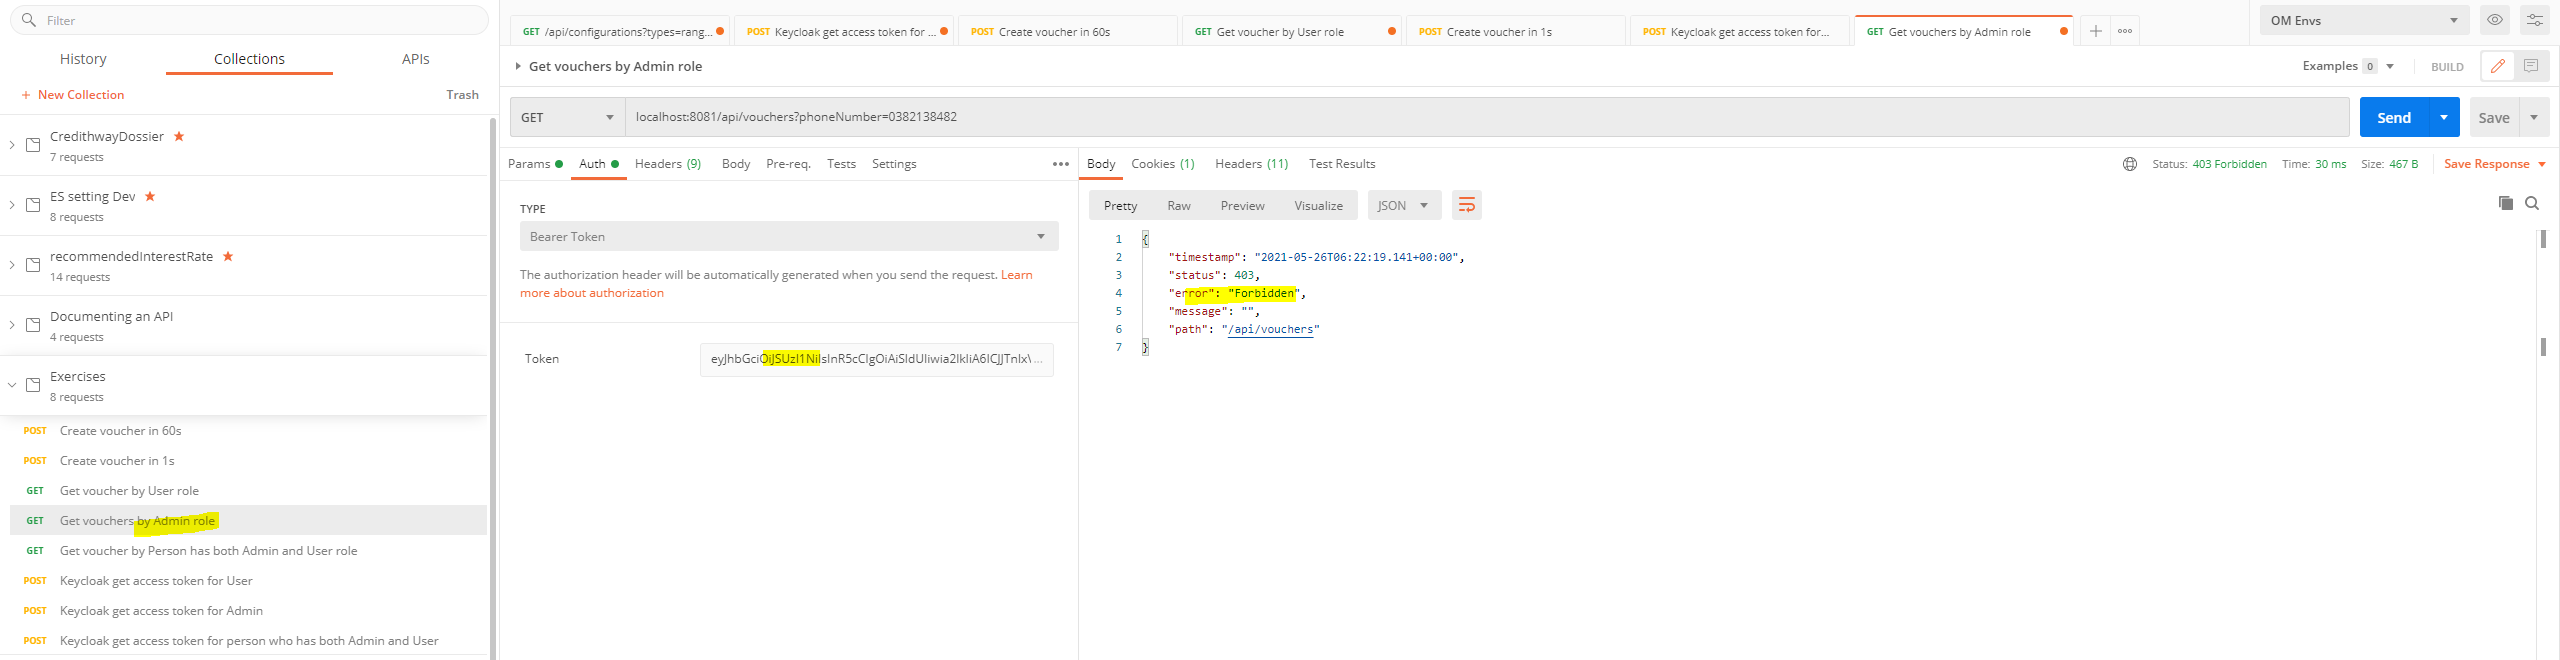 Filter
History
Collections
APIs
+ New Collection
Trash
CredithwayDossier
7 requests
ES setting Dev
8 requests
recommendedInterestRate
14 requests
Documenting an API
4 requests
Exercises
8 requests
POST Create voucher in 60s
POST Create voucher in 1s
GET Get voucher by User role
GET Get vouchers by Admin role
GET Get voucher by Person has both Admin and User role
POST Keycloak get access token for User
POST Keycloak get access token for Admin
POST Keycloak get access token for person who has both Admin and User
GET /api/configurations?types=rang...
POST Keycloak get access token for ...
POST Create voucher in 60s
GET Get voucher by User role
POST Create voucher in 1s
POST Keycloak get access token for...
GET Get vouchers by Admin role
OM Envs
Get vouchers by Admin role
Examples 0
BUILD
GET
localhost:8081/api/vouchers?phoneNumber=0382138482
Send
Save
Params
Auth
Headers (9)
Body
Pre-req.
Tests
Settings
TYPE
Bearer Token
The authorization header will be automatically generated when you send the request. Learn
more about authorization
Token
Body
Cookies (1)
Headers (11)
Test Results
Status: 403 Forbidden
Time: 30 ms
Size: 467 B
Save Response
Pretty
Raw
Preview
Visualize
JSON
1 {
2 "timestamp": "2021-05-26T06:22:19.141+00:00",
3 "status": 403,
4 "error": "Forbidden",
5 "message": "",
6 "path": "/api/vouchers"
7 }